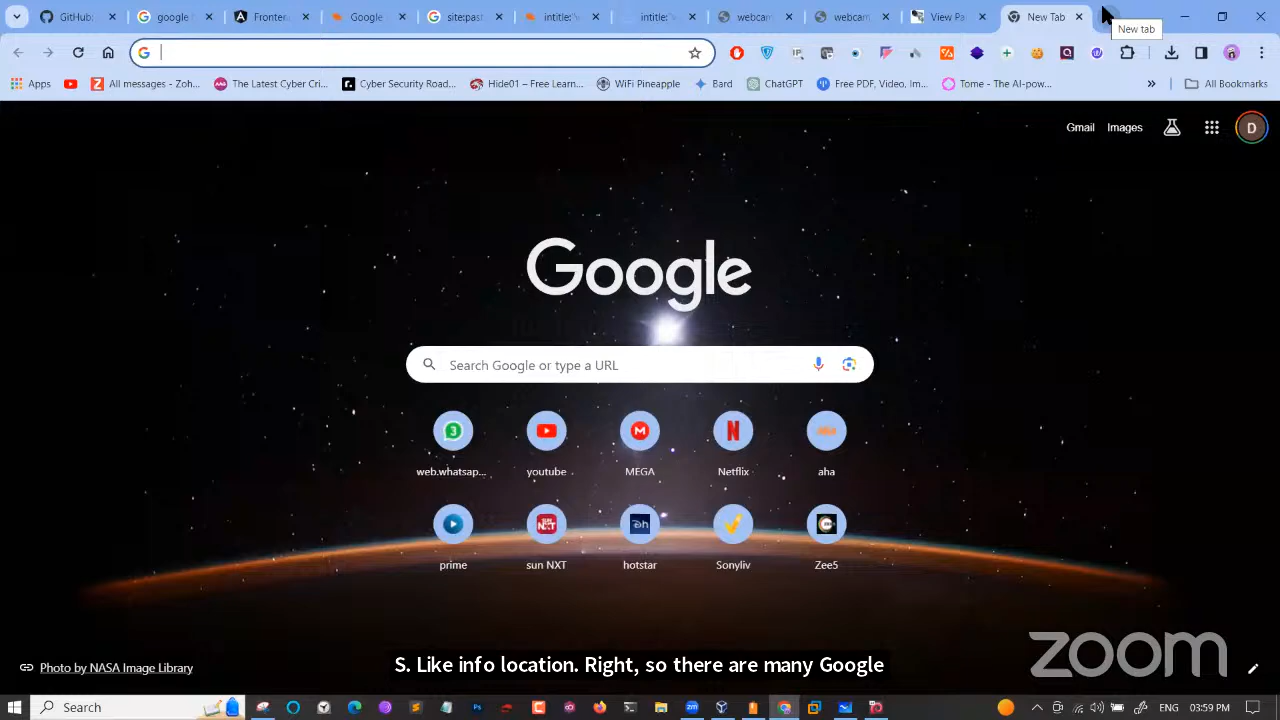 GitHub
google
Fronten
Google
sitepast
intitle:"
intitle:
webcam
webcam
View Pa
New Tab
New tab
Apps
All messages - Zoh...
The Latest Cyber Cri...
Cyber Security Road...
Hide01 – Free Learn...
WiFi Pineapple
Bard
ChatGPT
Free PDF, Video, Im...
Tome - The AI-pow...
»
All Bookmarks
Gmail
Images
D
Google
Search Google or type a URL
3
web.whatsap...
youtube
MEGA
Netflix
aha
prime
sun NXT
hotstar
Sonyliv
Zee5
Photo by NASA Image Library
S. Like info location. Right, so there are many Google
zoom
Search
ENG
03:59 PM